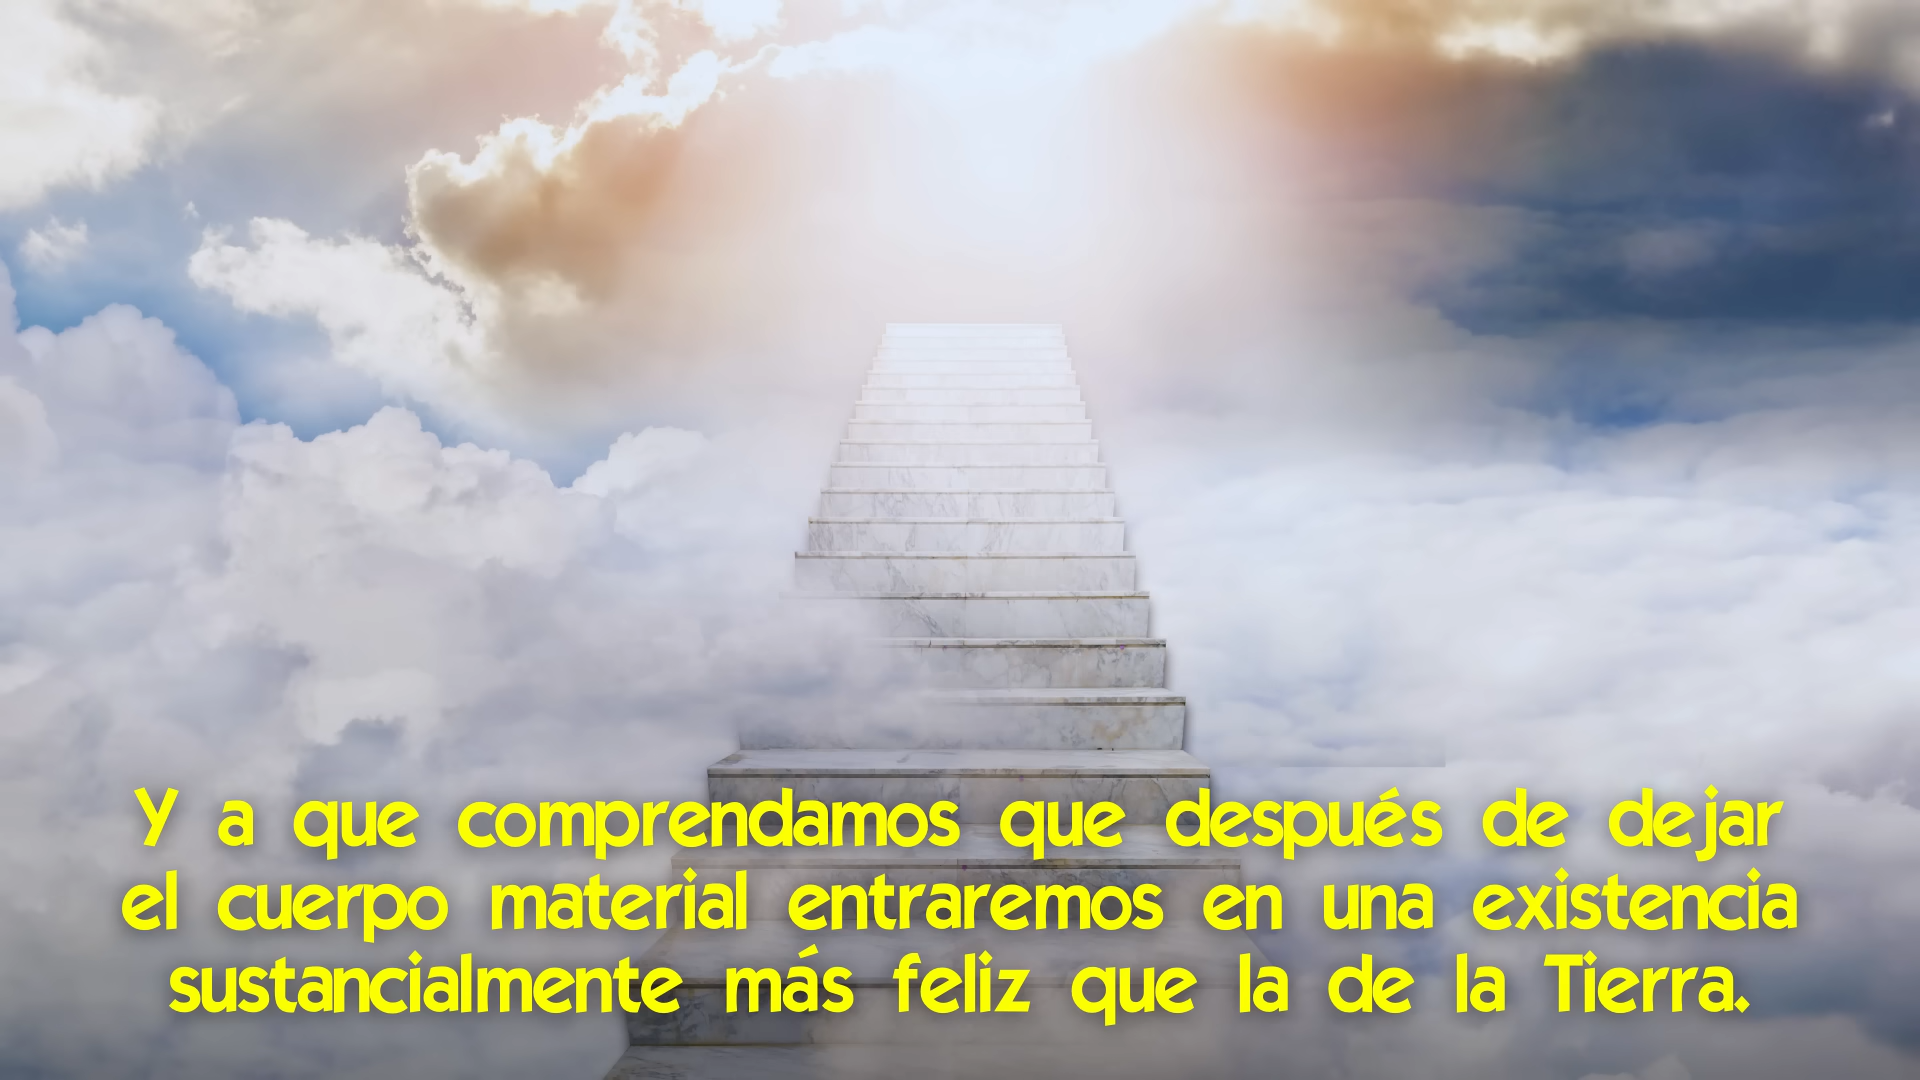 Y a que comprendamos que después de dejar
el cuerpo material entraremos en una existencia
sustancialmente más feliz que la de la Tierra.